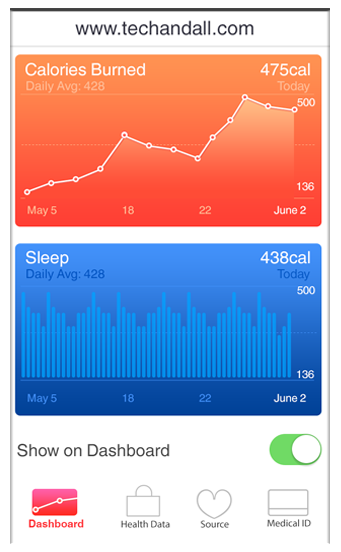 www.techandall.com
Calories Burned 475cal
Daily Avg: 428 Today
500
136
May 5 18 22 June 2
Sleep 438cal
Daily Avg: 428 Today
500
136
May 5 18 22 June 2
Show on Dashboard
Dashboard Health Data Source Medical ID